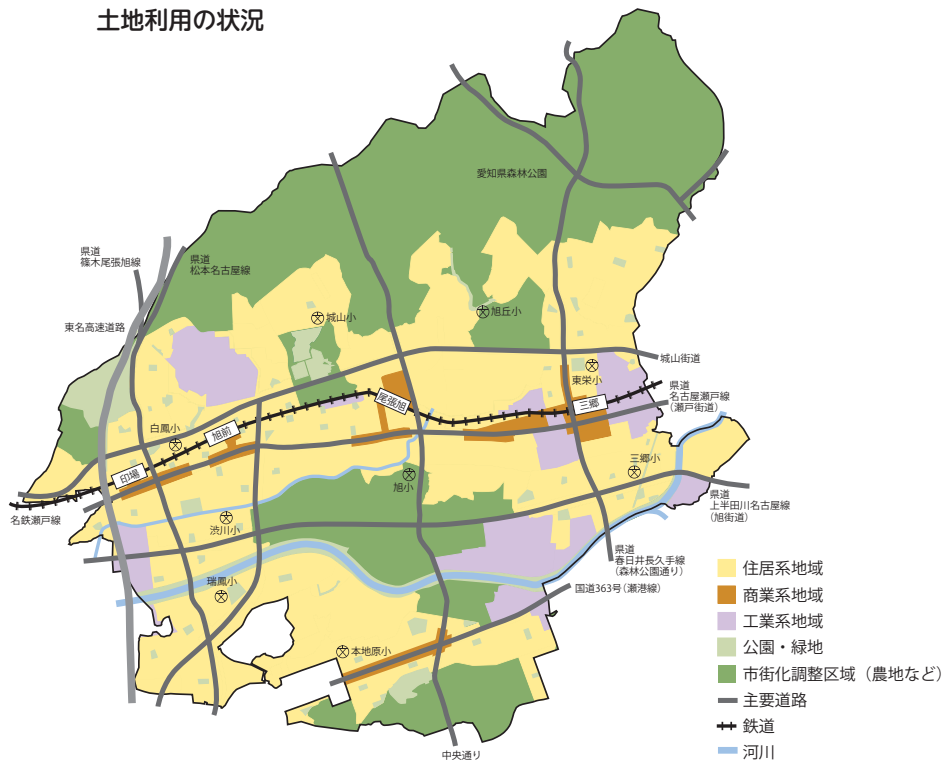 土地利用の状況
愛知県森林公園
県道
篠木尾張旭線
県道
松本名古屋線
東名高速道路
城山小
旭丘小
城山街道
東栄小
県道
名古屋瀬戸線
(瀬戸街道)
尾張旭
三郷
白鳳小
旭前
印場
三郷小
旭小
名鉄瀬戸線
渋川小
県道
上半田川名古屋線
(旭街道)
県道
春日井長久手線
(森林公園通り)
瑞鳳小
国道363号(瀬港線)
本地原小
中央通り
住居系地域
商業系地域
工業系地域
公園・緑地
市街化調整区域（農地など）
主要道路
鉄道
河川